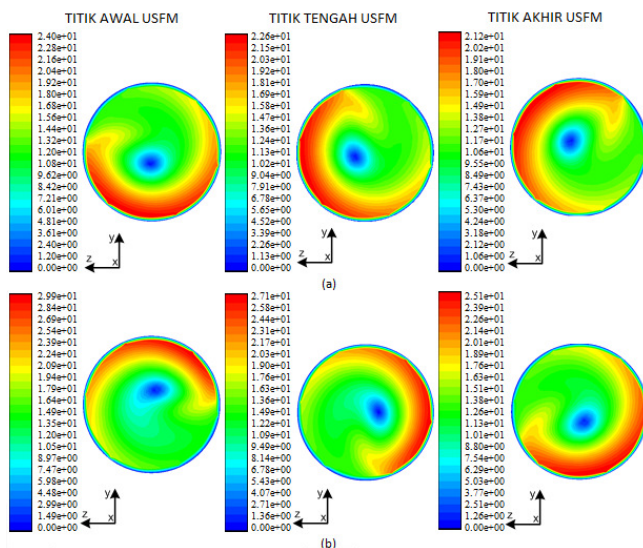 TITIK AWAL USFM
TITIK TENGAH USFM
TITIK AKHIR USFM
2.40e+01
2.28e+01
2.16e+01
2.04e+01
1.92e+01
1.80e+01
1.68e+01
1.56e+01
1.44e+01
1.32e+01
1.20e+01
1.08e+01
9.62e+00
8.42e+00
7.21e+00
6.01e+00
4.81e+00
3.61e+00
2.40e+00
1.20e+00
0.00e+00
y
z
x
2.26e+01
2.15e+01
2.03e+01
1.92e+01
1.81e+01
1.70e+01
1.58e+01
1.47e+01
1.36e+01
1.24e+01
1.13e+01
1.02e+01
9.04e+00
7.91e+00
6.78e+00
5.65e+00
4.52e+00
3.39e+00
2.26e+00
1.13e+00
0.00e+00
y
z
x
2.12e+01
2.02e+01
1.91e+01
1.80e+01
1.70e+01
1.59e+01
1.49e+01
1.38e+01
1.27e+01
1.17e+01
1.06e+01
9.55e+00
8.49e+00
7.43e+00
6.37e+00
5.31e+00
4.24e+00
3.18e+00
2.12e+00
1.06e+00
0.00e+00
y
z
x
(a)
2.99e+01
2.84e+01
2.69e+01
2.54e+01
2.39e+01
2.24e+01
2.09e+01
1.94e+01
1.79e+01
1.64e+01
1.49e+01
1.35e+01
1.20e+01
1.05e+01
8.97e+00
7.47e+00
5.98e+00
4.49e+00
2.99e+00
1.49e+00
0.00e+00
y
z
x
2.71e+01
2.58e+01
2.44e+01
2.30e+01
2.17e+01
2.03e+01
1.90e+01
1.76e+01
1.63e+01
1.49e+01
1.36e+01
1.22e+01
1.09e+01
9.50e+00
8.14e+00
6.78e+00
5.43e+00
4.07e+00
2.71e+00
1.36e+00
0.00e+00
y
z
x
2.51e+01
2.39e+01
2.26e+01
2.14e+01
2.01e+01
1.89e+01
1.76e+01
1.63e+01
1.51e+01
1.38e+01
1.26e+01
1.13e+01
1.01e+01
8.80e+00
7.54e+00
6.29e+00
5.03e+00
3.77e+00
2.51e+00
1.26e+00
0.00e+00
y
z
x
(b)